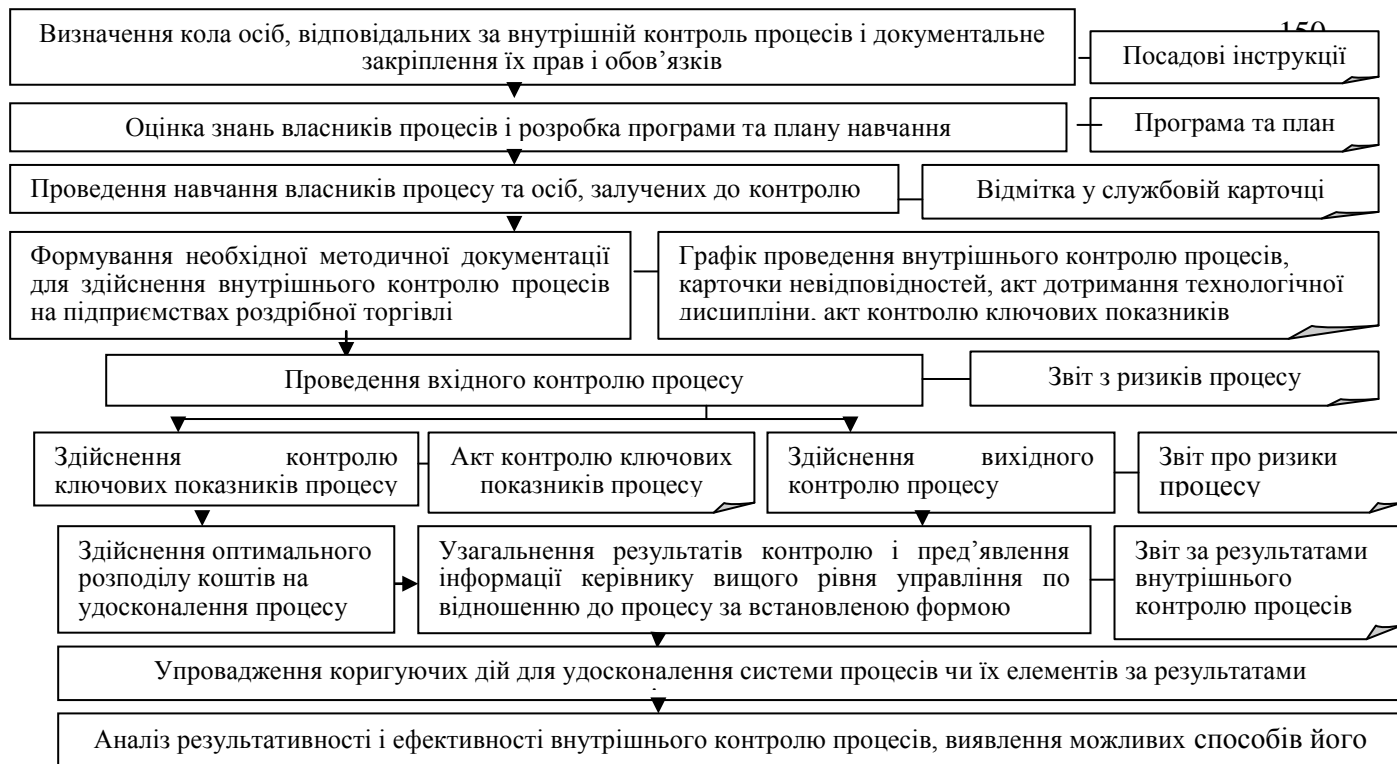 150
Визначення кола осіб, відповідальних за внутрішній контроль процесів і документальне
закріплення їх прав і обов’язків
Посадові інструкції
Оцінка знань власників процесів і розробка програми та плану навчання
Програма та план
Проведення навчання власників процесу та осіб, залучених до контролю
Відмітка у службовій карточці
Формування необхідної методичної документації
для здійснення внутрішнього контролю процесів
на підприємствах роздрібної торгівлі
Графік проведення внутрішнього контролю процесів,
карточки невідповідностей, акт дотримання технологічної
дисципліни, акт контролю ключових показників
Проведення вхідного контролю процесу
Звіт з ризиків процесу
Здійснення контролю
ключових показників процесу
Акт контролю ключових
показників процесу
Здійснення вихідного
контролю процесу
Звіт про ризики
процесу
Здійснення оптимального
розподілу коштів на
удосконалення процесу
Узагальнення результатів контролю і пред’явлення
інформації керівнику вищого рівня управління по
відношенню до процесу за встановленою формою
Звіт за результатами
внутрішнього
контролю процесів
Упровадження коригуючих дій для удосконалення системи процесів чи їх елементів за результатами
Аналіз результативності і ефективності внутрішнього контролю процесів, виявлення можливих способів його